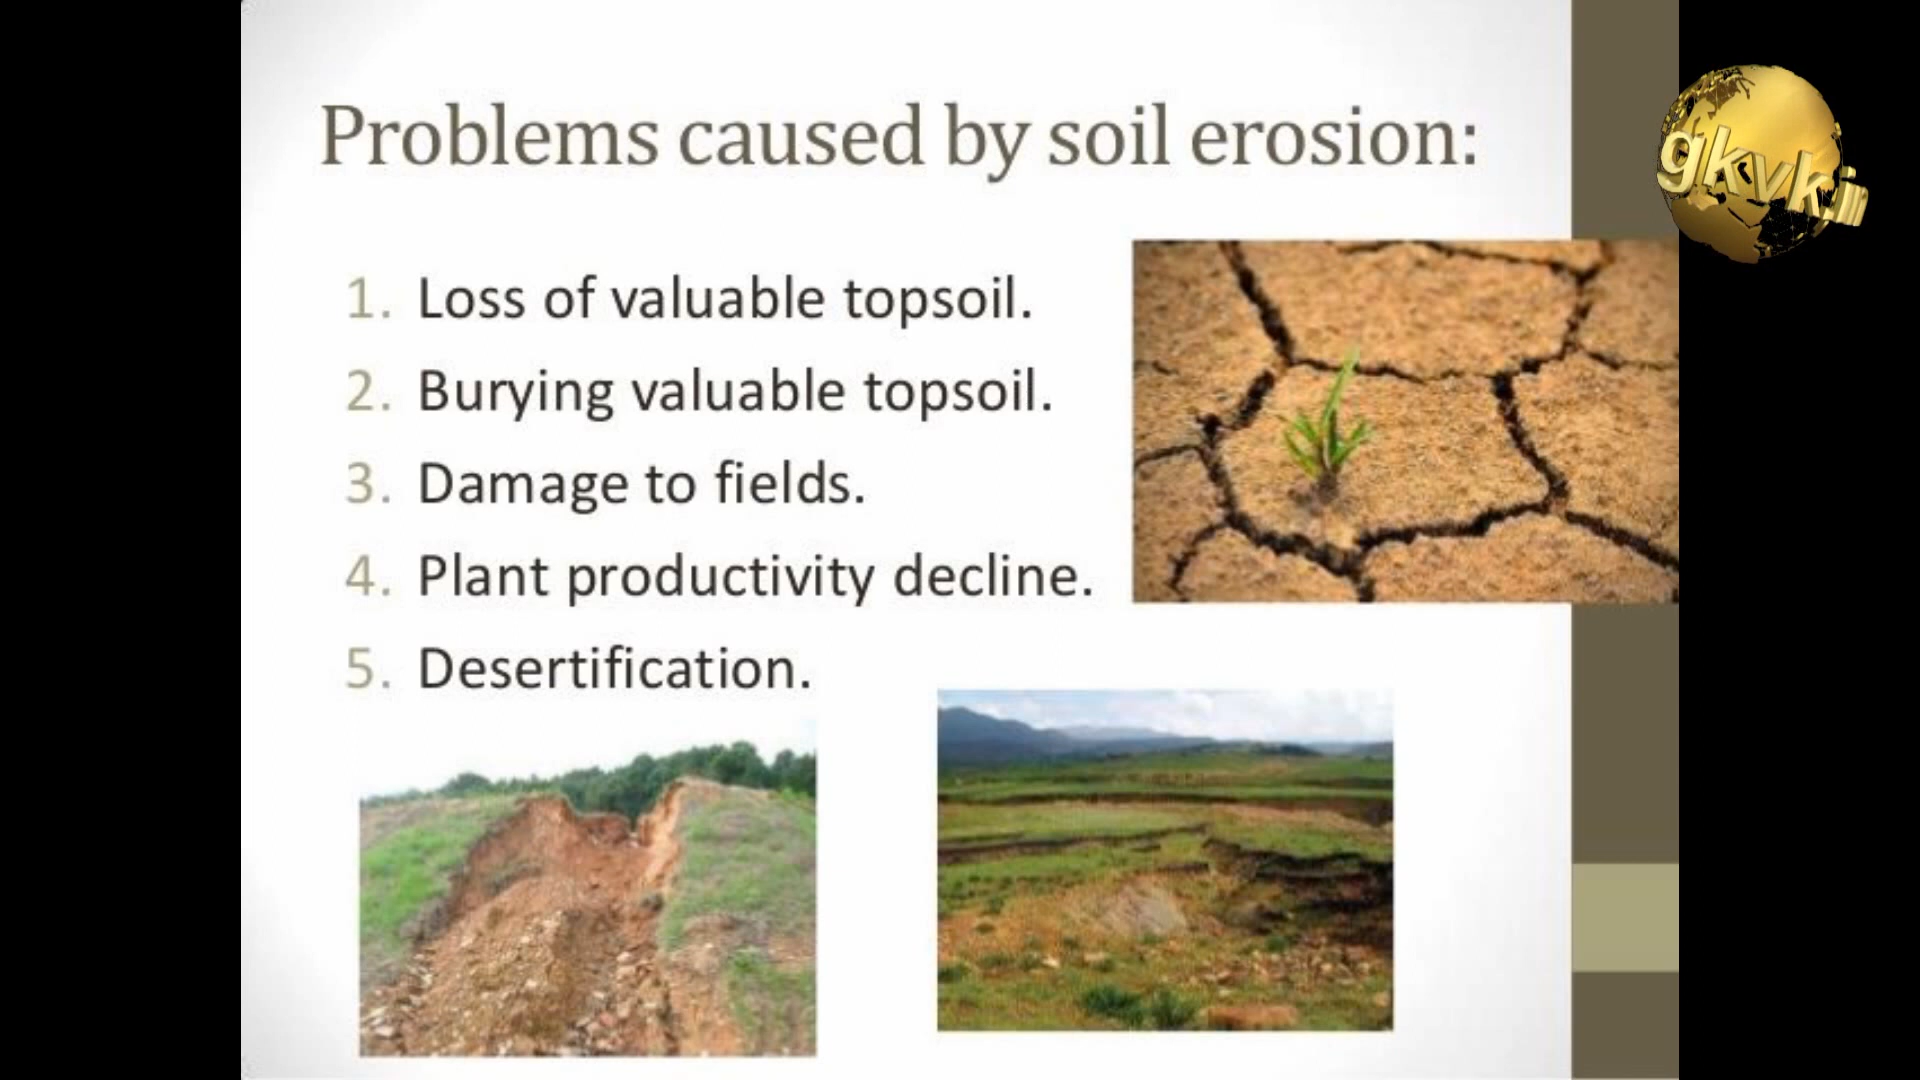 Problems caused by soil erosion:
1. Loss of valuable topsoil.
2. Burying valuable topsoil.
3. Damage to fields.
4. Plant productivity decline.
5. Desertification.
gkvk.in